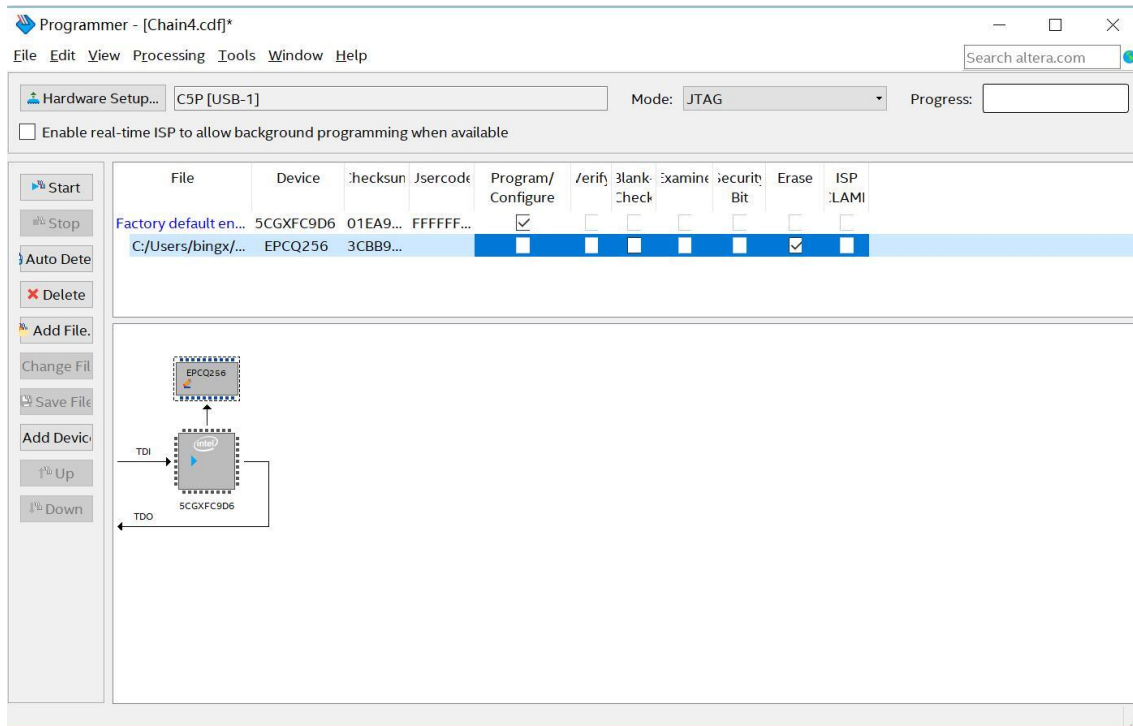 Programmer - [Chain4.cdf]*
File Edit View Processing Tools Window Help
Search altera.com
Hardware Setup... C5P [USB-1] Mode: JTAG Progress:
Enable real-time ISP to allow background programming when available
Start
Stop
Auto Dete
Delete
Add File.
Change Fil
Save File
Add Devic
Up
Down
File Device Checksun Usercode Program/ Verify Blank- Examine Security Erase ISP
Configure Check Bit CLAMI
Factory default en... 5CGXFC9D6 01EA9... FFFFFF...
C:/Users/bingx/... EPCQ256 3CBB9...
EPCQ256
TDI
intel
5CGXFC9D6
TDO